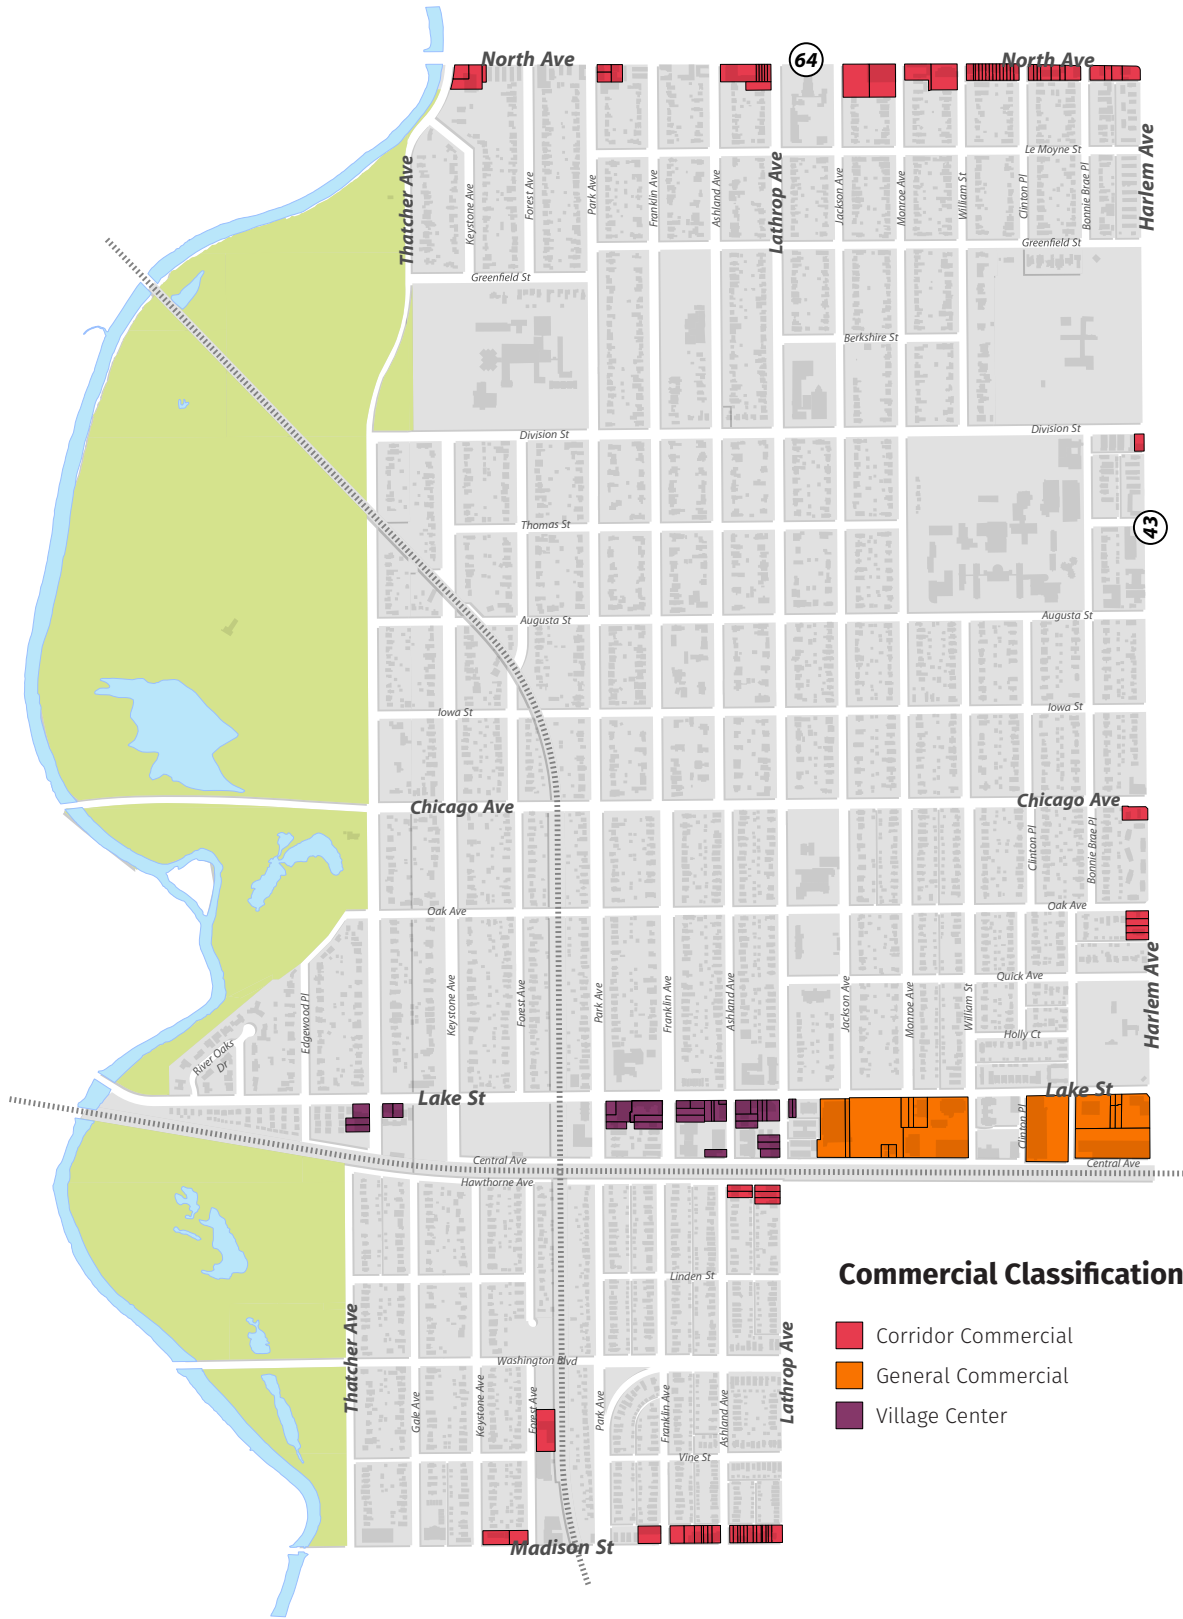 North Ave
64
North Ave
Le Moyne St
Thatcher Ave
Keystone Ave
Forest Ave
Park Ave
Franklin Ave
Ashland Ave
Lathrop Ave
Jackson Ave
Monroe Ave
William St
Clinton Pl
Bonnie Brae Pl
Harlem Ave
Greenfield St
Greenfield St
Berkshire St
Division St
Division St
Thomas St
43
Augusta St
Augusta St
Iowa St
Iowa St
Chicago Ave
Chicago Ave
Clinton Pl
Bonnie Brae Pl
Oak Ave
Oak Ave
Quick Ave
Edgewood Pl
Keystone Ave
Forest Ave
Park Ave
Franklin Ave
Ashland Ave
Jackson Ave
Monroe Ave
William St
Harlem Ave
Holly Ct
River Oaks
Dr
Lake St
Lake St
Clinton Pl
Central Ave
Central Ave
Hawthorne Ave
Linden St
Commercial Classification
Corridor Commercial
General Commercial
Village Center
Thatcher Ave
Lathrop Ave
Washington Blvd
Gale Ave
Keystone Ave
Forest Ave
Park Ave
Franklin Ave
Ashland Ave
Vine St
Madison St